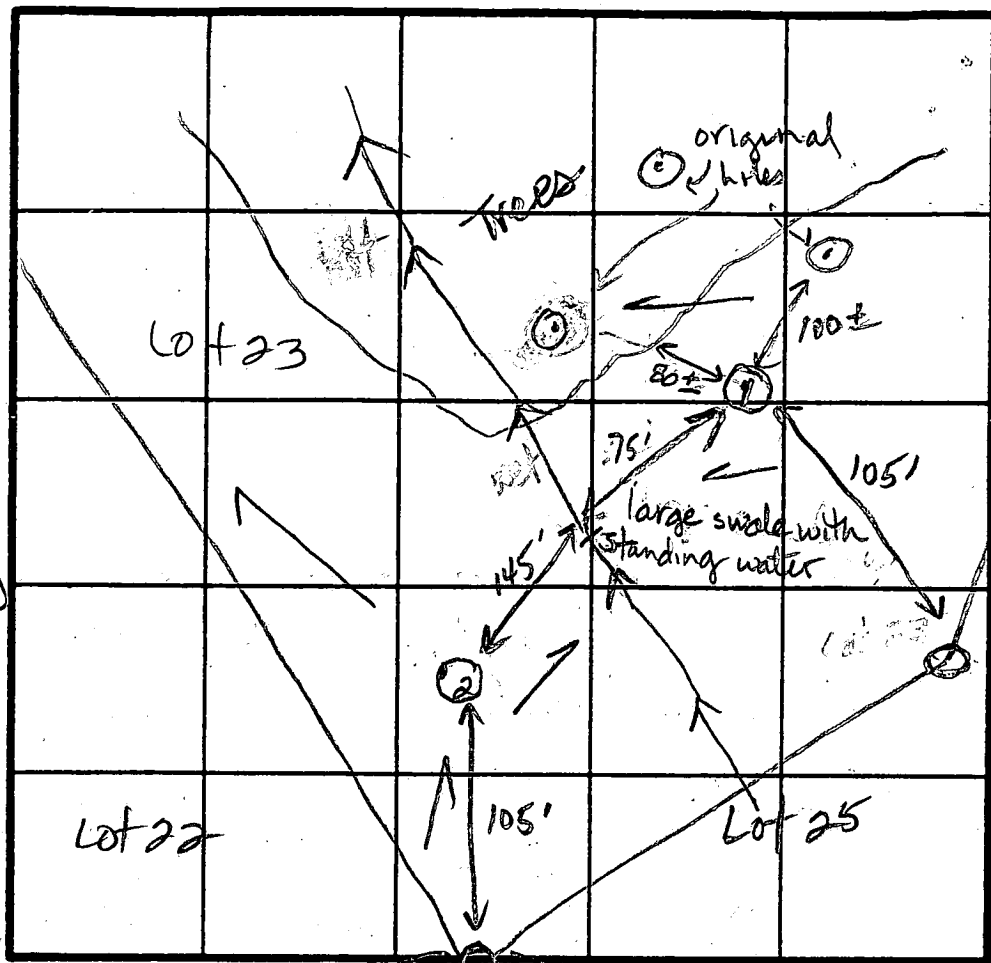 original
holes
Trees
Lot 23
100±
80±
1
75'
105'
large swale with
standing water
145'
2
105'
Lot 22
Lot 25